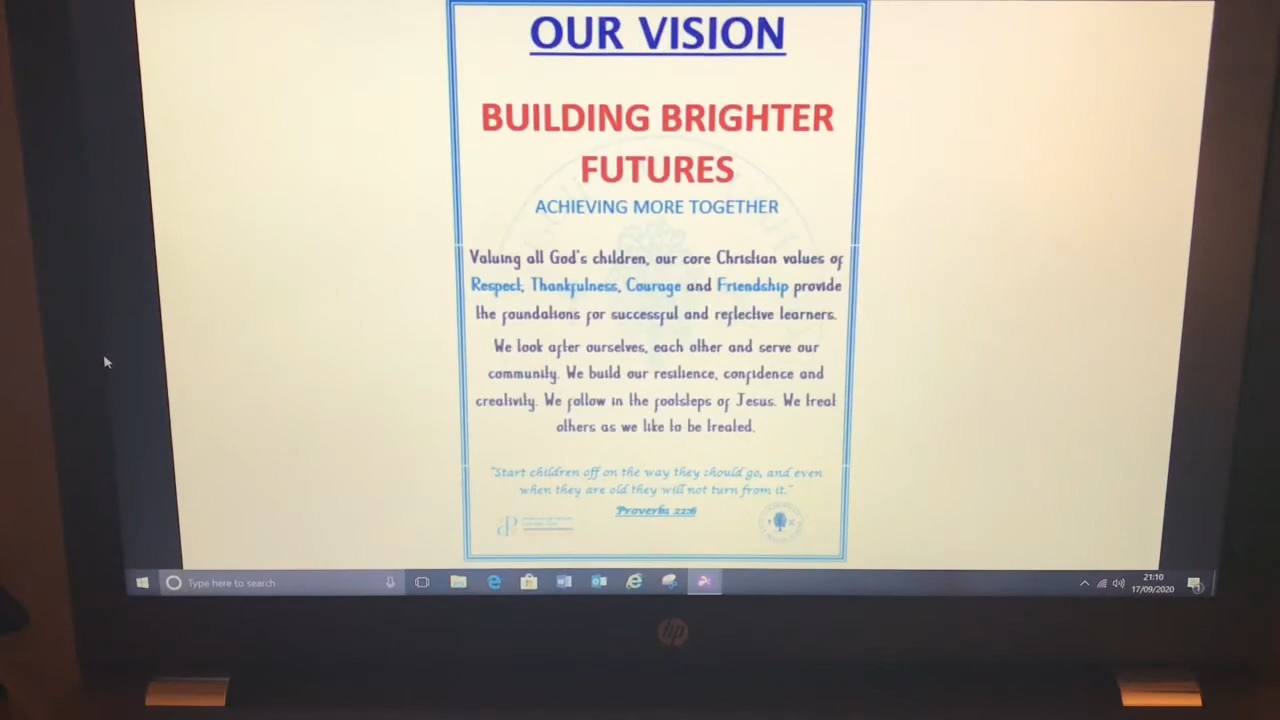 OUR VISION
BUILDING BRIGHTER
FUTURES
ACHIEVING MORE TOGETHER
Valuing all God's children, our core Christian values of
Respect, Thankfulness, Courage and Friendship provide
the foundations for successful and reflective learners.
We look after ourselves, each other and serve our
community. We build our resilience, confidence and
creativity. We follow in the footsteps of Jesus. We treat
others as we like to be treated.
"Start children off on the way they should go, and even
when they are old they will not turn from it."
Proverbs 22:6
Type here to search
21:10
17/09/2020
hp